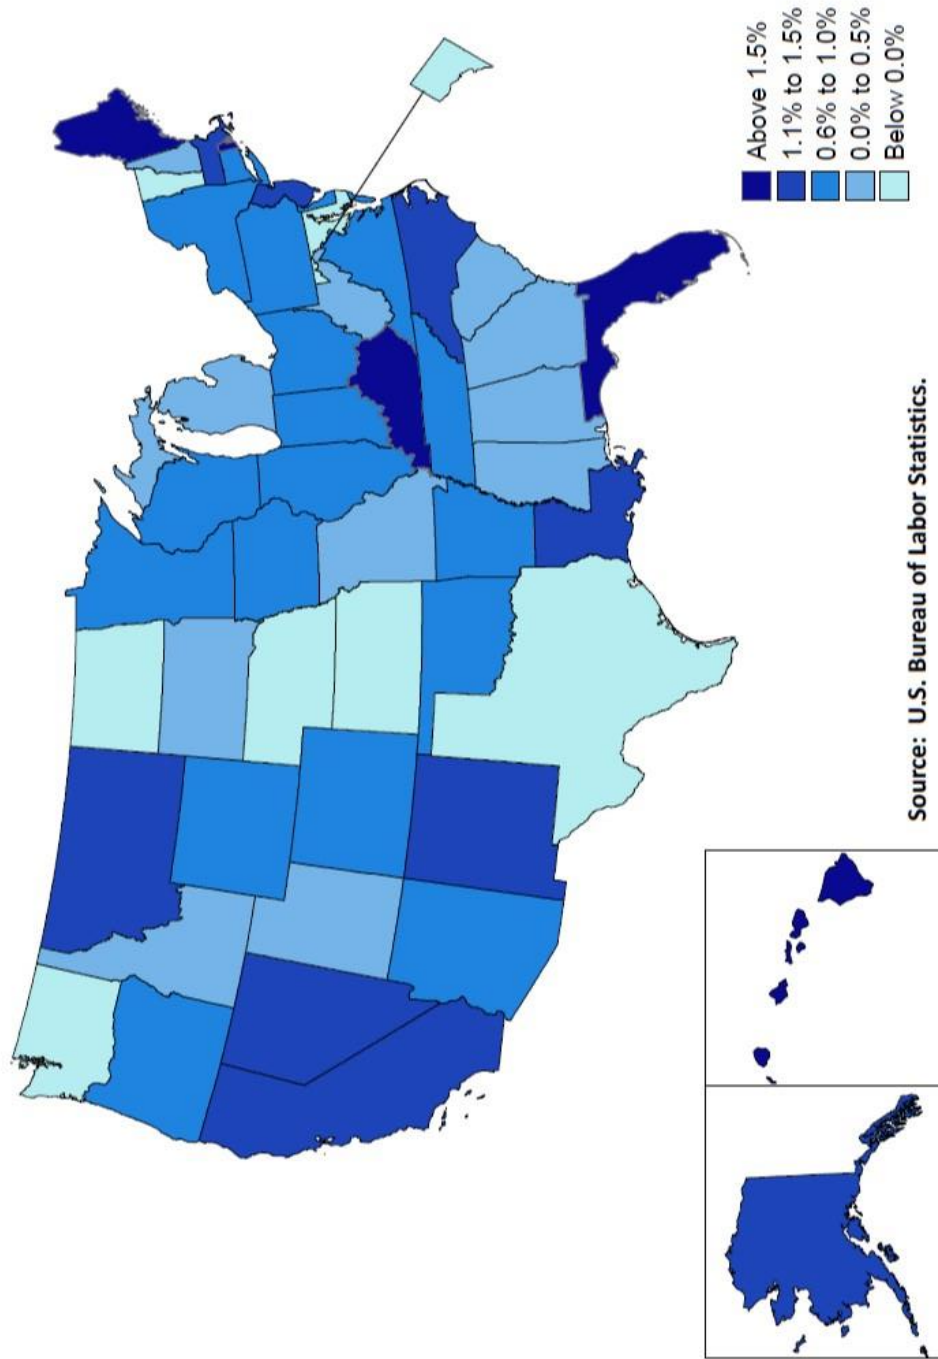 Above 1.5%
1.1% to 1.5%
0.6% to 1.0%
0.0% to 0.5%
Below 0.0%
Source: U.S. Bureau of Labor Statistics.